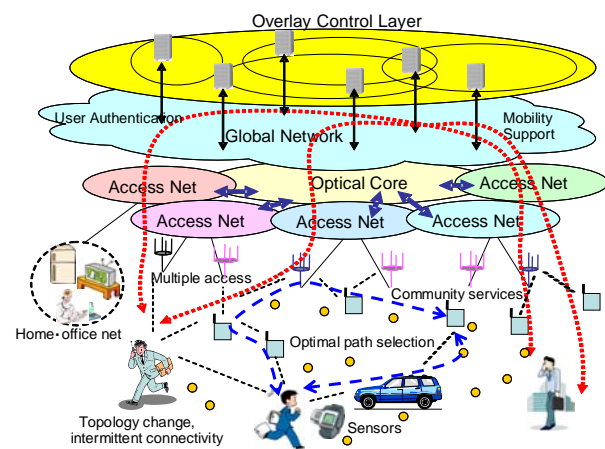 Overlay Control Layer
User Authentication
Mobility
Support
Global Network
Access Net
Optical Core
Access Net
Access Net
Access Net
Access Net
Multiple access
Community services
Home・office net
Optimal path selection
Topology change,
intermittent connectivity
Sensors